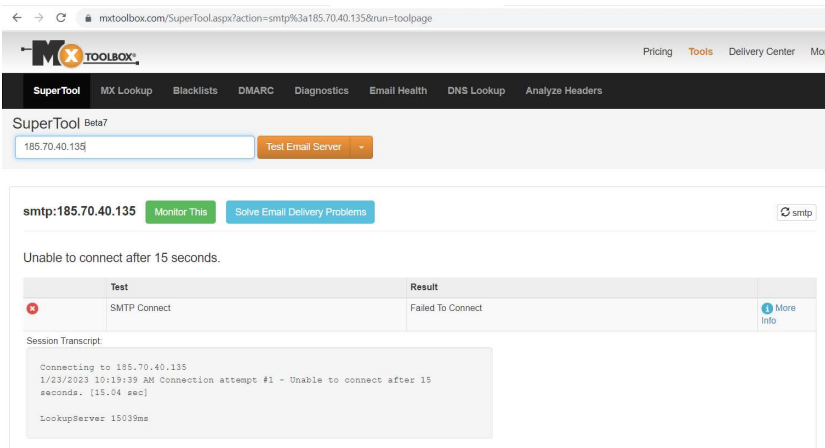 mxtoolbox.com/SuperTool.aspx?action=smtp%3a185.70.40.135&run=toolpage
MX TOOLBOX®
Pricing Tools Delivery Center Mo
SuperTool MX Lookup Blacklists DMARC Diagnostics Email Health DNS Lookup Analyze Headers
SuperTool Beta7
185.70.40.135 Test Email Server
smtp:185.70.40.135 Monitor This Solve Email Delivery Problems smtp
Unable to connect after 15 seconds.
Test Result
SMTP Connect Failed To Connect More
Info
Session Transcript:
Connecting to 185.70.40.135
1/23/2023 10:19:39 AM Connection attempt #1 - Unable to connect after 15
seconds. [15.04 sec]
LookupServer 15039ms